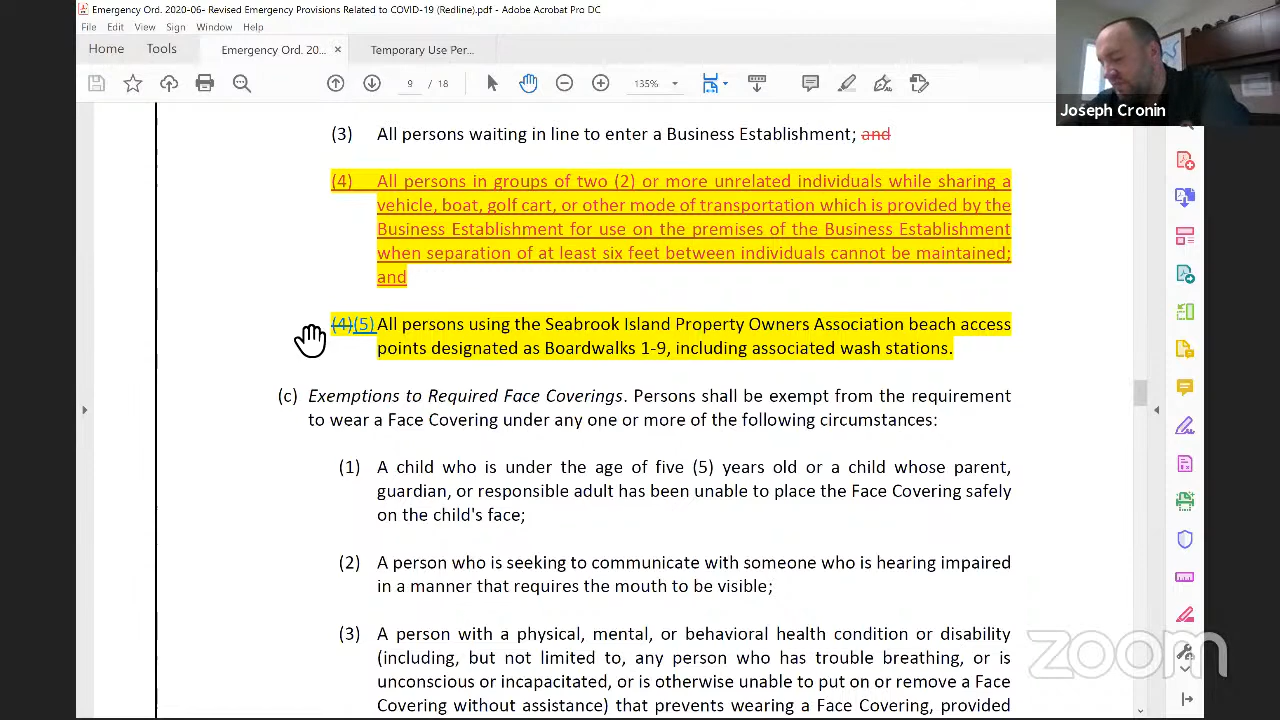 Emergency Ord. 2020-06- Revised Emergency Provisions Related to COVID-19 (Redline).pdf - Adobe Acrobat Pro DC
File Edit View Sign Window Help
Home Tools Emergency Ord. 20... × Temporary Use Per...
9 / 18 135%
Joseph Cronin
(3) All persons waiting in line to enter a Business Establishment; and
(4) All persons in groups of two (2) or more unrelated individuals while sharing a
vehicle, boat, golf cart, or other mode of transportation which is provided by the
Business Establishment for use on the premises of the Business Establishment
when separation of at least six feet between individuals cannot be maintained;
and
(4)(5) All persons using the Seabrook Island Property Owners Association beach access
points designated as Boardwalks 1-9, including associated wash stations.
(c) Exemptions to Required Face Coverings. Persons shall be exempt from the requirement
to wear a Face Covering under any one or more of the following circumstances:
(1) A child who is under the age of five (5) years old or a child whose parent,
guardian, or responsible adult has been unable to place the Face Covering safely
on the child's face;
(2) A person who is seeking to communicate with someone who is hearing impaired
in a manner that requires the mouth to be visible;
(3) A person with a physical, mental, or behavioral health condition or disability
(including, but not limited to, any person who has trouble breathing, or is
unconscious or incapacitated, or is otherwise unable to put on or remove a Face
Covering without assistance) that prevents wearing a Face Covering, provided
zoom